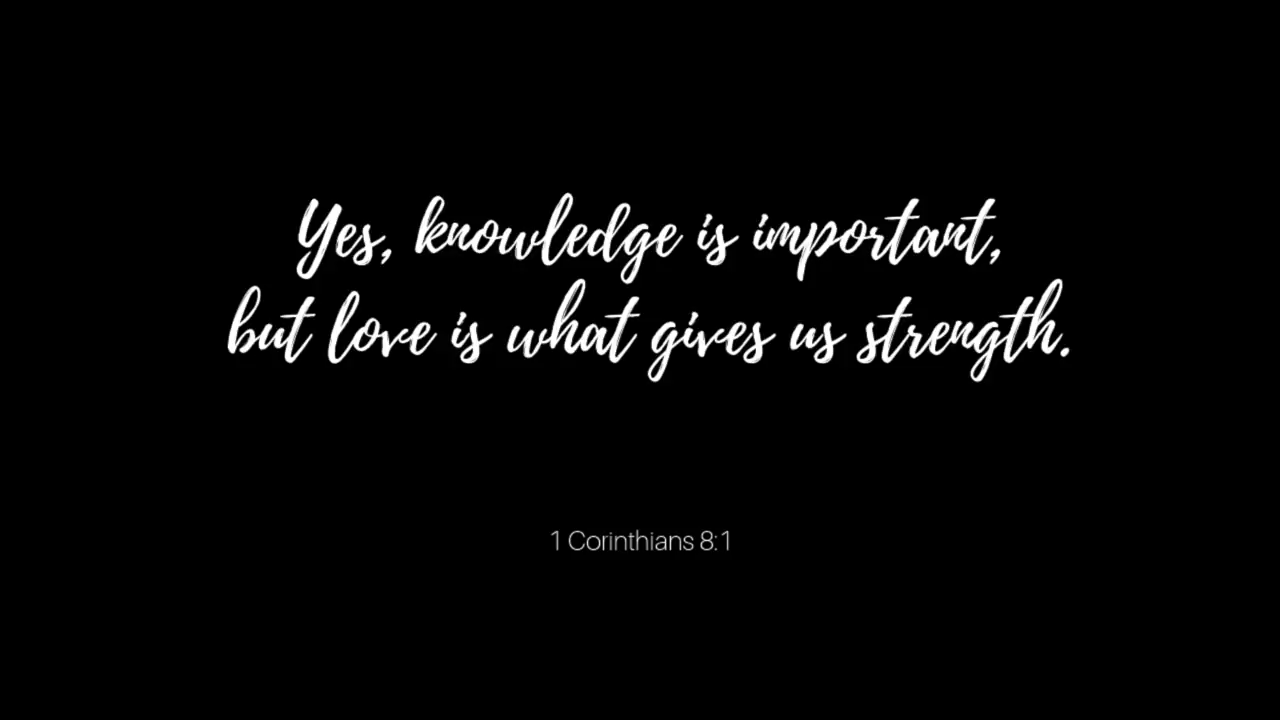 Yes, knowledge is important,
but love is what gives us strength.
1 Corinthians 8:1